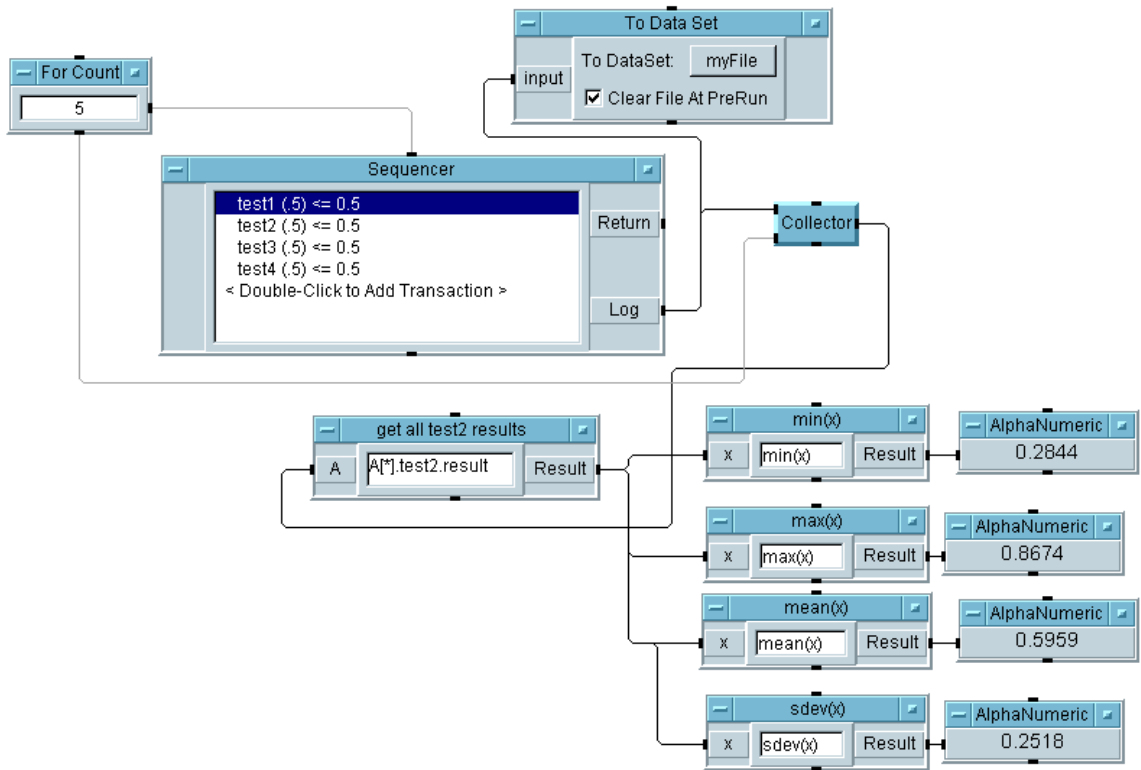 To Data Set
For Count
To DataSet: myFile
input
Clear File At PreRun
5
Sequencer
test1 (.5) <= 0.5
test2 (.5) <= 0.5
test3 (.5) <= 0.5
test4 (.5) <= 0.5
< Double-Click to Add Transaction >
Return
Log
Collector
get all test2 results
A A[*].test2.result Result
min(x)
x min(x) Result
AlphaNumeric
0.2844
max(x)
x max(x) Result
AlphaNumeric
0.8674
mean(x)
x mean(x) Result
AlphaNumeric
0.5959
sdev(x)
x sdev(x) Result
AlphaNumeric
0.2518